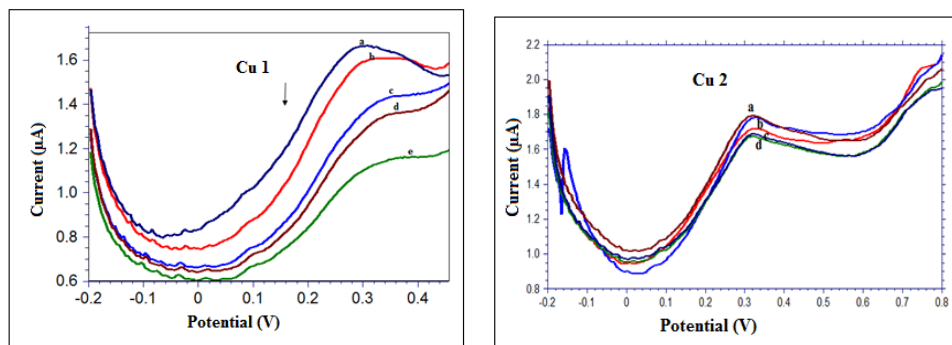 Cu 1
a
b
c
d
e
1.6
1.4
1.2
1.0
0.8
0.6
-0.2
-0.1
0
0.1
0.2
0.3
0.4
Current (μA)
Potential (V)
Cu 2
a
b
c
d
2.2
2.0
1.8
1.6
1.4
1.2
1.0
0.8
-0.2
-0.1
0
0.1
0.2
0.3
0.4
0.5
0.6
0.7
0.8
Current (μA)
Potential (V)